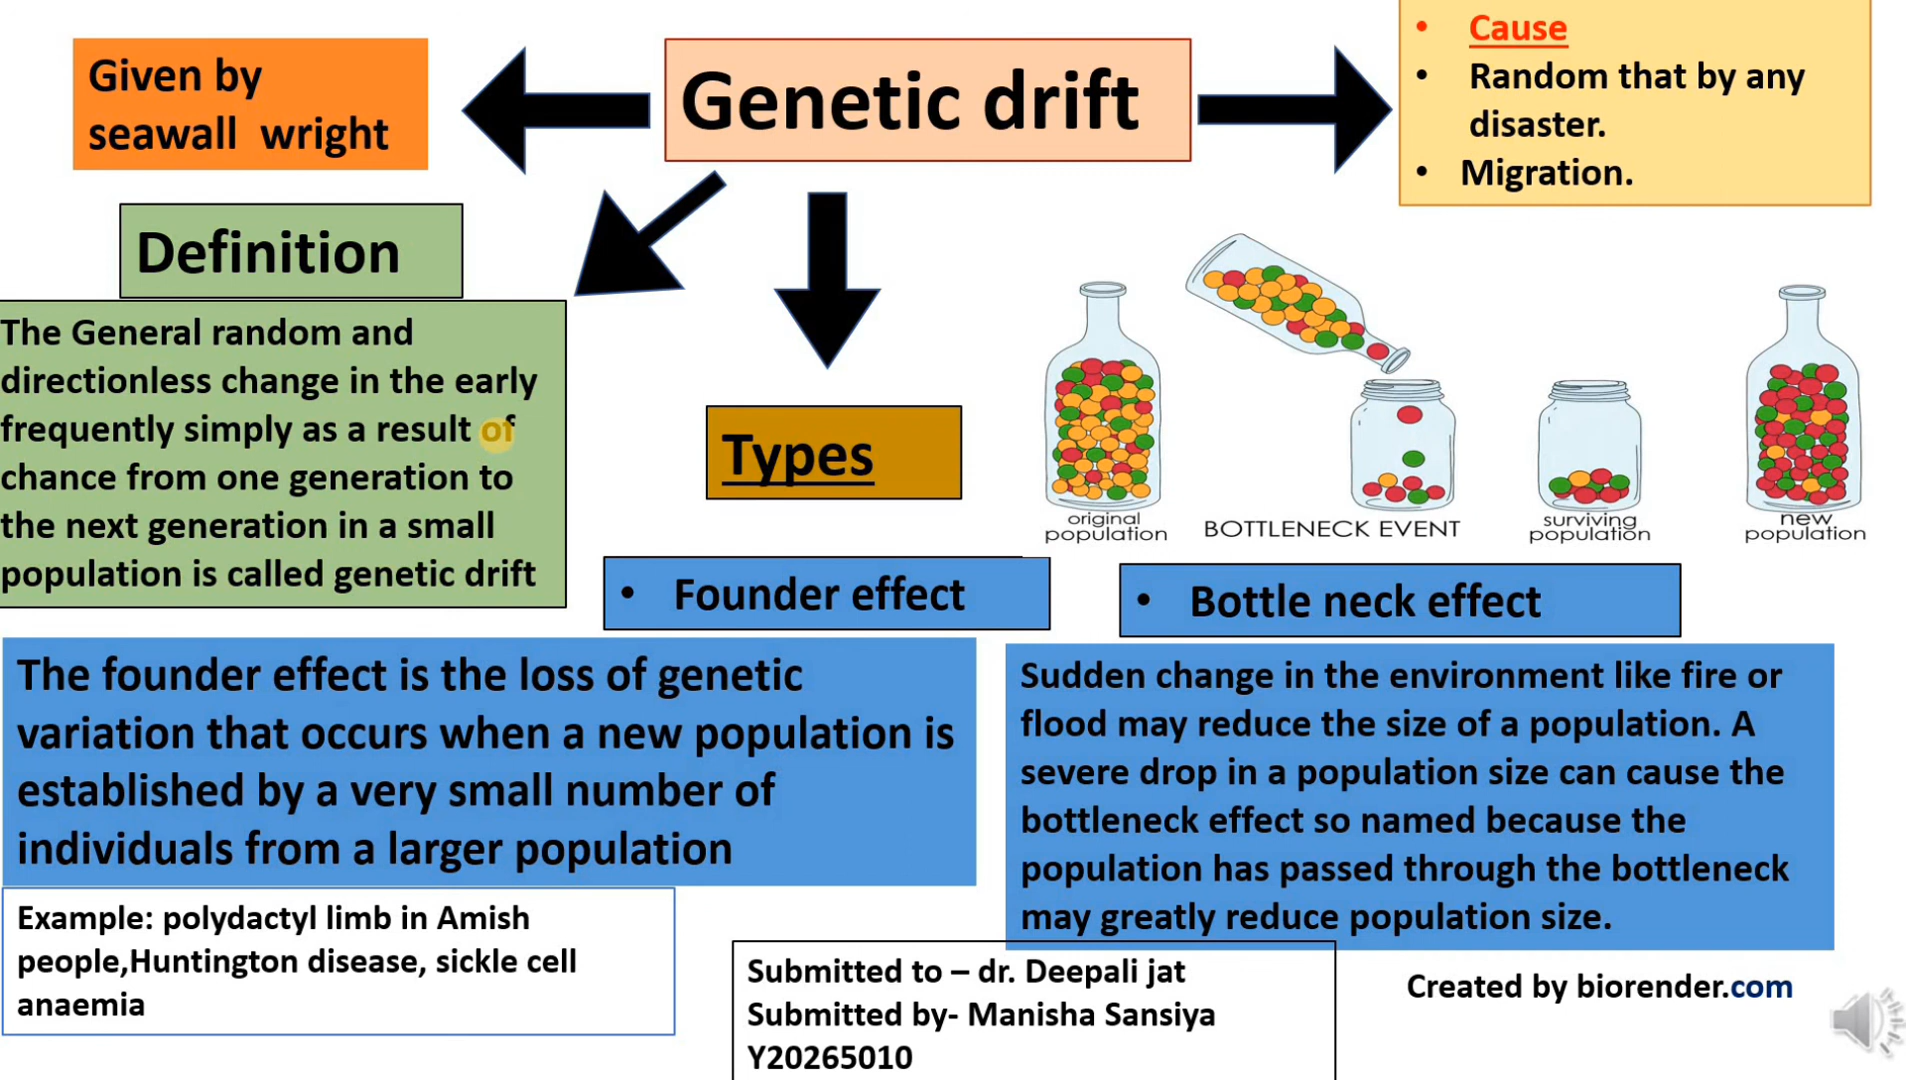 Given by
seawall wright
Genetic drift
• Cause
• Random that by any
disaster.
• Migration.
Definition
The General random and
directionless change in the early
frequently simply as a result of
chance from one generation to
the next generation in a small
population is called genetic drift
Types
original
population
BOTTLENECK EVENT
surviving
population
new
population
• Founder effect
• Bottle neck effect
The founder effect is the loss of genetic
variation that occurs when a new population is
established by a very small number of
individuals from a larger population
Sudden change in the environment like fire or
flood may reduce the size of a population. A
severe drop in a population size can cause the
bottleneck effect so named because the
population has passed through the bottleneck
may greatly reduce population size.
Example: polydactyl limb in Amish
people,Huntington disease, sickle cell
anaemia
Submitted to – dr. Deepali jat
Submitted by- Manisha Sansiya
Y20265010
Created by biorender.com